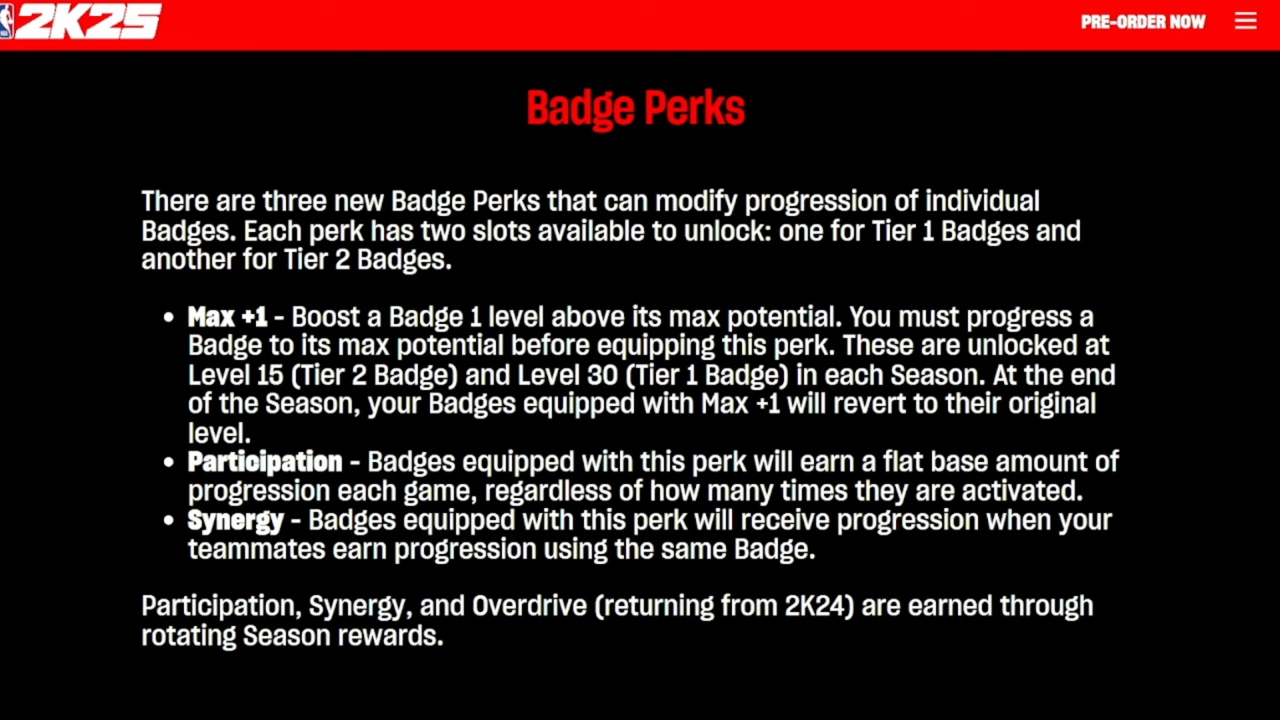 2K25
PRE-ORDER NOW
Badge Perks
There are three new Badge Perks that can modify progression of individual
Badges. Each perk has two slots available to unlock: one for Tier 1 Badges and
another for Tier 2 Badges.
• Max +1 - Boost a Badge 1 level above its max potential. You must progress a
Badge to its max potential before equipping this perk. These are unlocked at
Level 15 (Tier 2 Badge) and Level 30 (Tier 1 Badge) in each Season. At the end
of the Season, your Badges equipped with Max +1 will revert to their original
level.
• Participation - Badges equipped with this perk will earn a flat base amount of
progression each game, regardless of how many times they are activated.
• Synergy - Badges equipped with this perk will receive progression when your
teammates earn progression using the same Badge.
Participation, Synergy, and Overdrive (returning from 2K24) are earned through
rotating Season rewards.